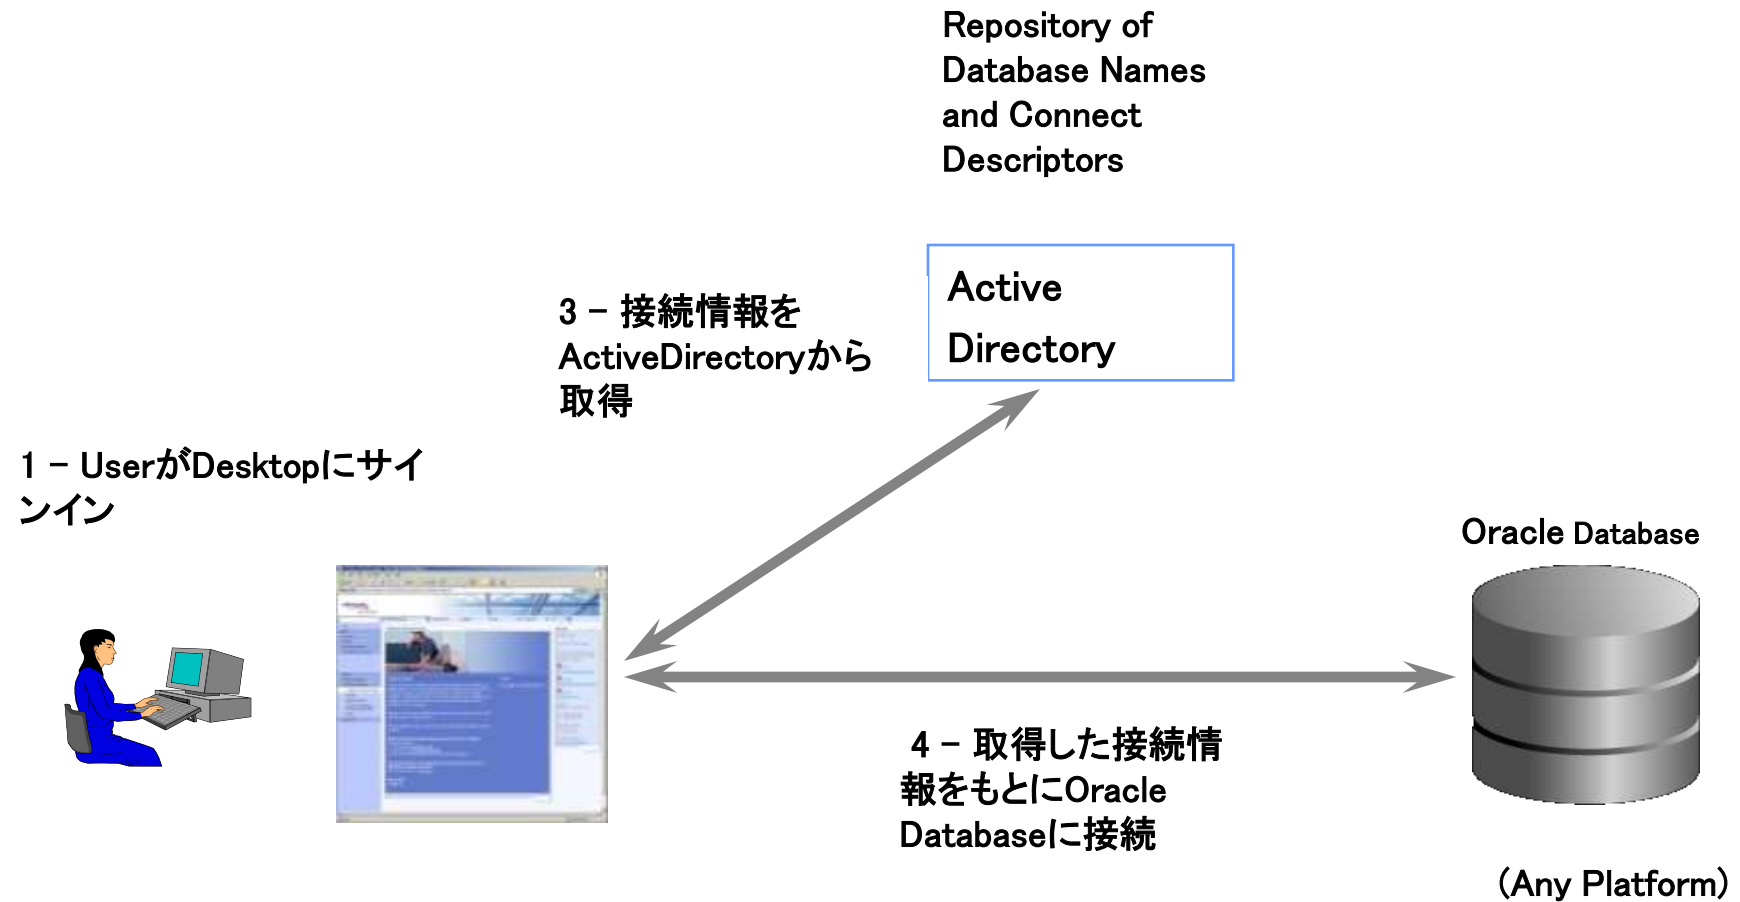 Repository of
Database Names
and Connect
Descriptors
Active
Directory
3 - 接続情報を
ActiveDirectoryから
取得
1 - UserがDesktopにサイ
ンイン
Oracle Database
4 - 取得した接続情
報をもとにOracle
Databaseに接続
(Any Platform)